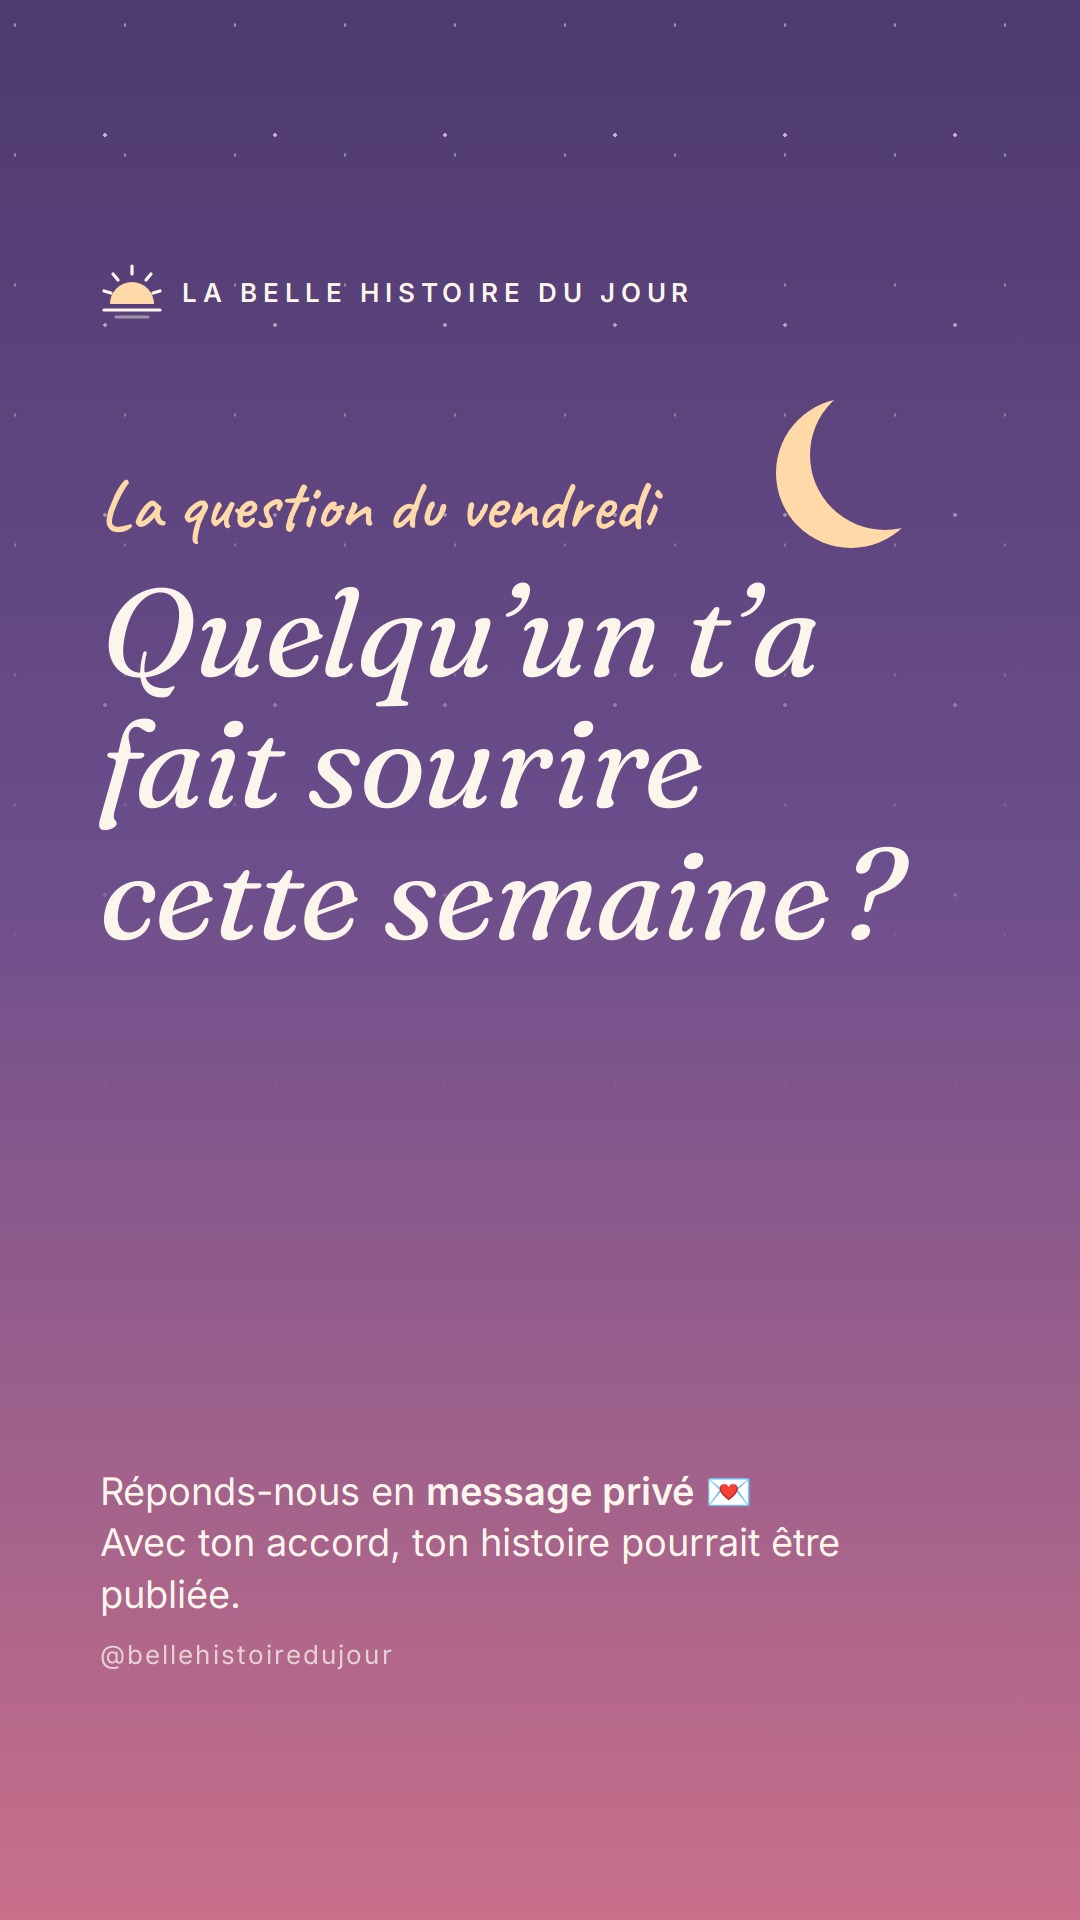 LA BELLE HISTOIRE DU JOUR
La question du vendredi
Quelqu’un t’a
fait sourire
cette semaine ?
Réponds-nous en message privé 💌
Avec ton accord, ton histoire pourrait être
publiée.
@bellehistoiredujour